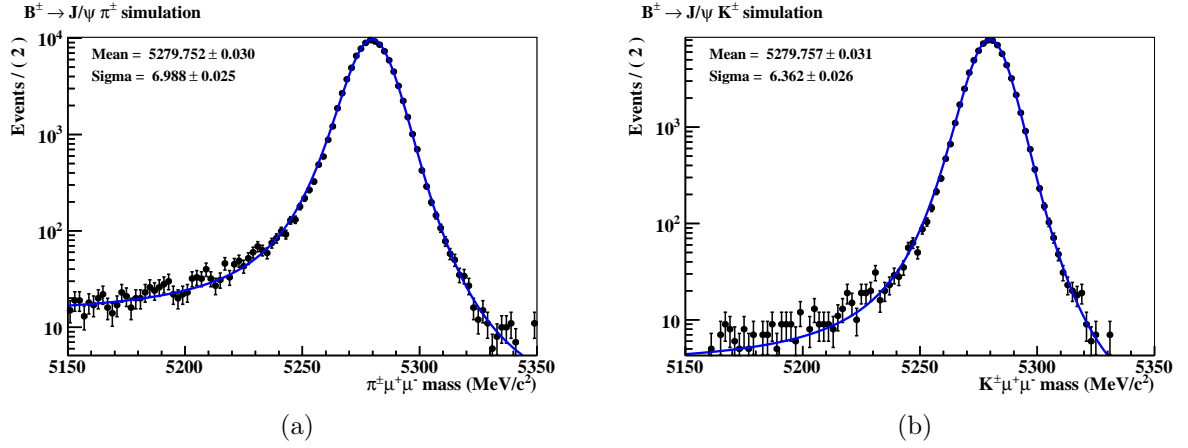 B± → J/ψ π± simulation
Mean = 5279.752 ± 0.030
Sigma = 6.988 ± 0.025
Events / ( 2 )
10⁴
10³
10²
10
5150 5200 5250 5300 5350
π±μ⁺μ⁻ mass (MeV/c²)
(a)
B± → J/ψ K± simulation
Mean = 5279.757 ± 0.031
Sigma = 6.362 ± 0.026
Events / ( 2 )
10³
10²
10
5150 5200 5250 5300 5350
K±μ⁺μ⁻ mass (MeV/c²)
(b)